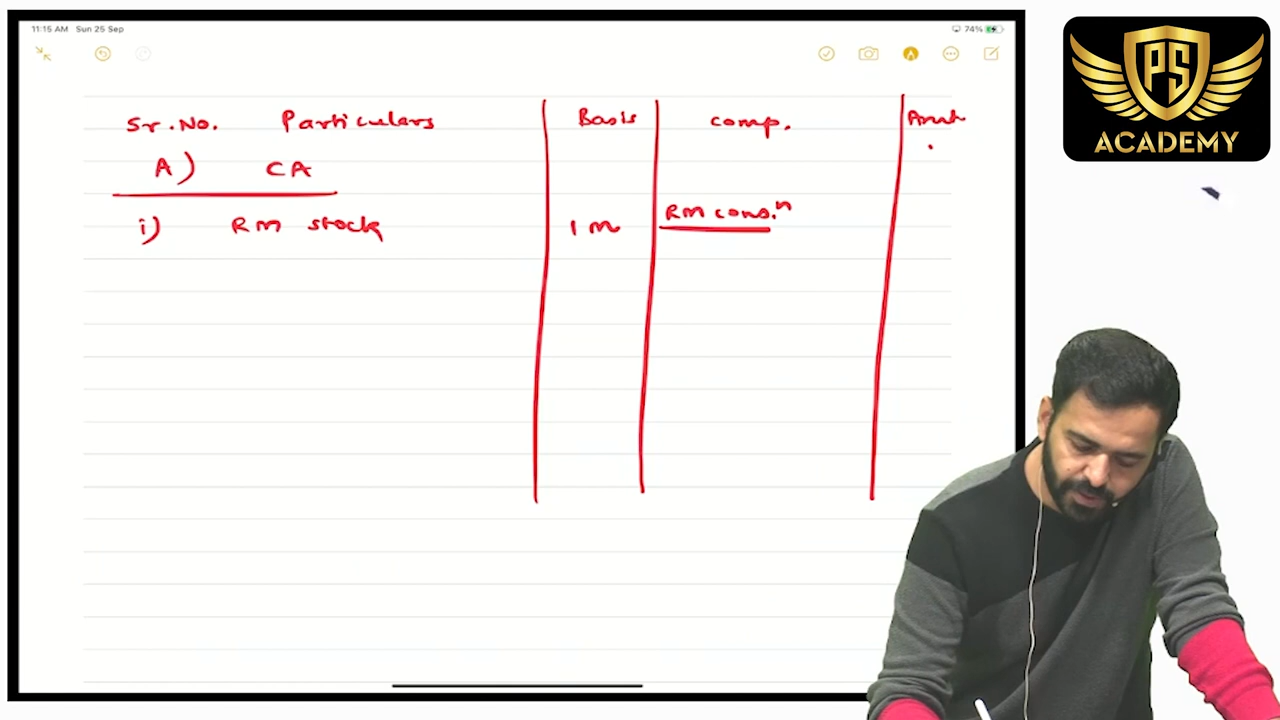 11:15 AM Sun 25 Sep
74%
Sr. No. Particulars Basis comp. Amt.
A) CA
i) RM stock 1 m RM cons.n
PS
ACADEMY